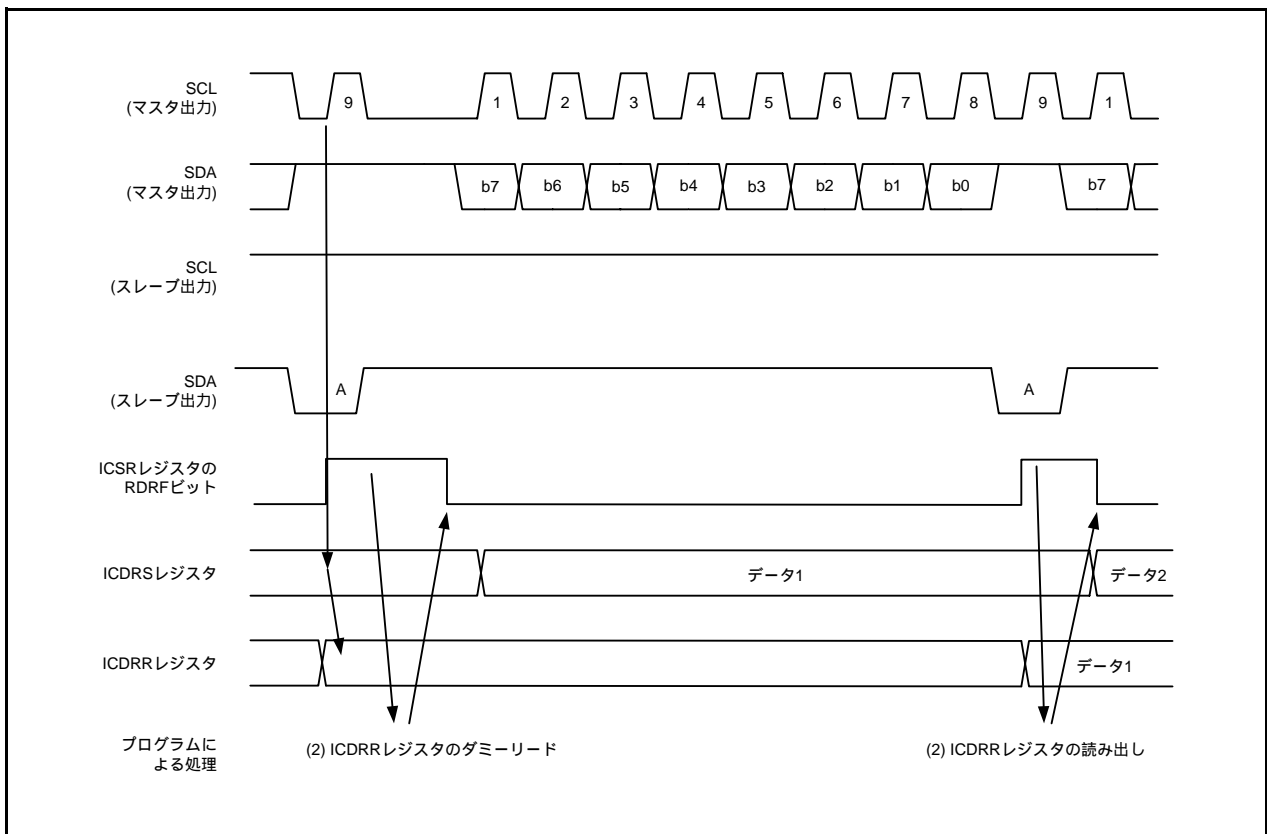 SCL
(マスタ出力)
9 1 2 3 4 5 6 7 8 9 1
SDA
(マスタ出力)
b7 b6 b5 b4 b3 b2 b1 b0 b7
SCL
(スレーブ出力)
SDA
(スレーブ出力)
A A
ICSRレジスタの
RDRFビット
ICDRSレジスタ
データ1 データ2
ICDRRレジスタ
データ1
プログラムに
よる処理
(2) ICDRRレジスタのダミーリード (2) ICDRRレジスタの読み出し